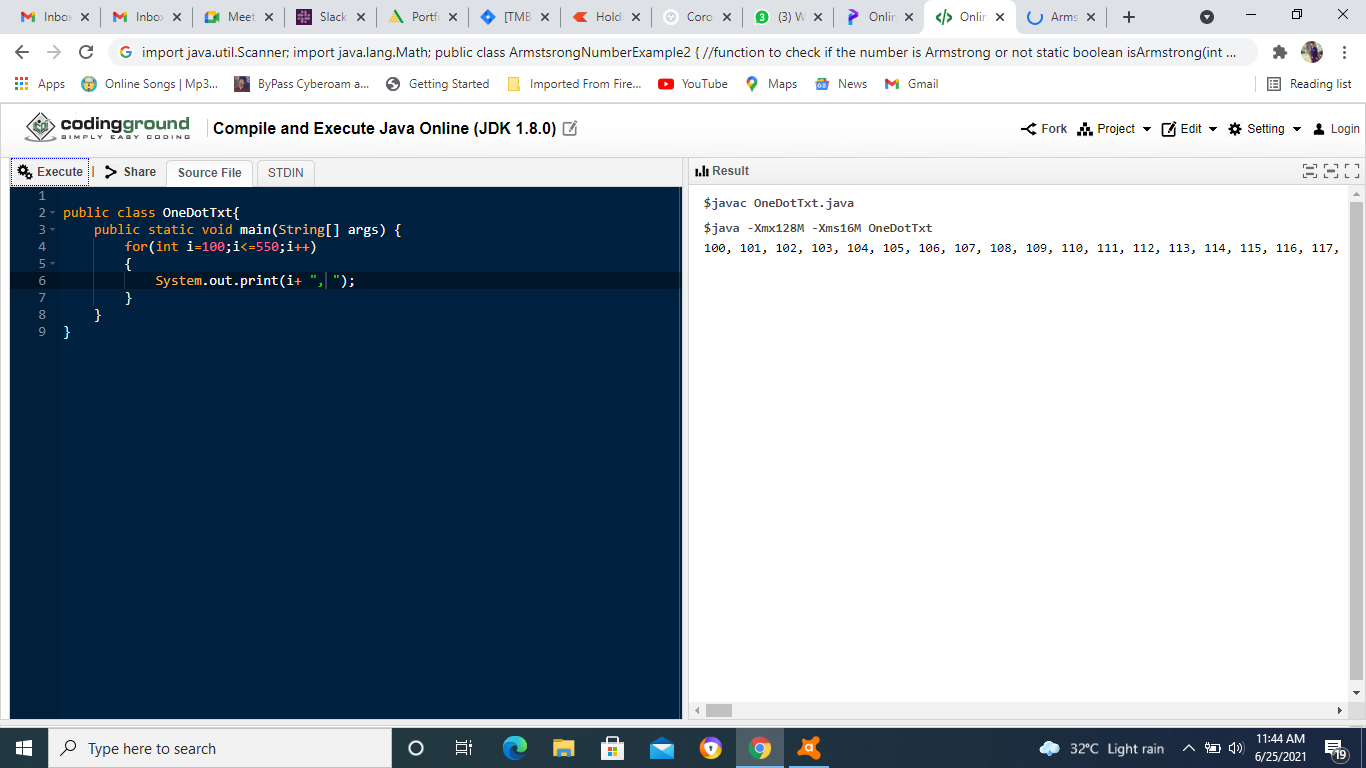 Inbo Inbo Meet Slack Portf [TMB Hold Coro (3) W Onlin Onlin Arms
import java.util.Scanner; import java.lang.Math; public class ArmstsrongNumberExample2 { //function to check if the number is Armstrong or not static boolean isArmstrong(int ...
Apps Online Songs | Mp3... ByPass Cyberoam a... Getting Started Imported From Fire... YouTube Maps News Gmail Reading list
codingground
SIMPLY EASY CODING
Compile and Execute Java Online (JDK 1.8.0)
Fork Project Edit Setting Login
Execute | Share Source File STDIN
Result
1
2 public class OneDotTxt{
3 public static void main(String[] args) {
4 for(int i=100;i<=550;i++)
5 {
6 System.out.print(i+ ", ");
7 }
8 }
9 }
$javac OneDotTxt.java
$java -Xmx128M -Xms16M OneDotTxt
100, 101, 102, 103, 104, 105, 106, 107, 108, 109, 110, 111, 112, 113, 114, 115, 116, 117,
Type here to search
32°C Light rain
11:44 AM
6/25/2021
19